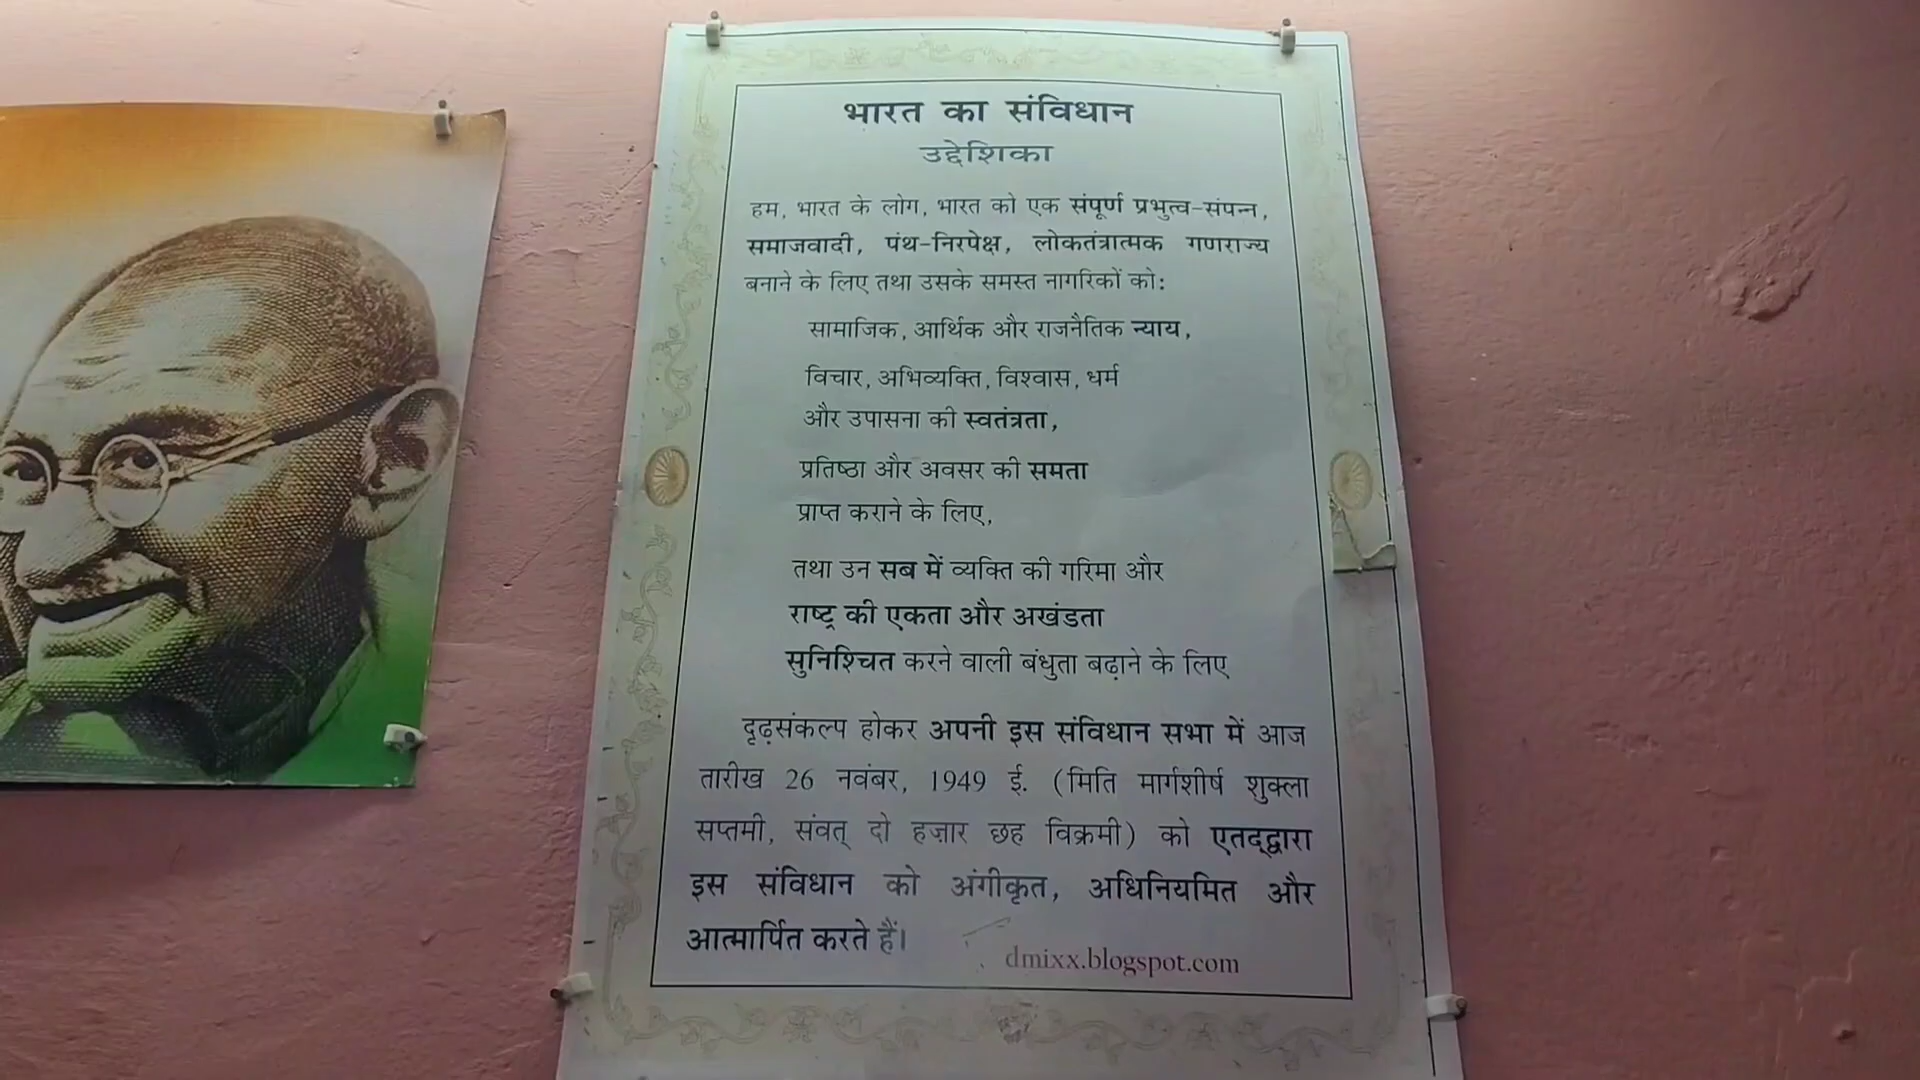 भारत का संविधान
उद्देशिका
हम, भारत के लोग, भारत को एक संपूर्ण प्रभुत्व-संपन्न,
समाजवादी, पंथ-निरपेक्ष, लोकतंत्रात्मक गणराज्य
बनाने के लिए तथा उसके समस्त नागरिकों को:
सामाजिक, आर्थिक और राजनैतिक न्याय,
विचार, अभिव्यक्ति, विश्वास, धर्म
और उपासना की स्वतंत्रता,
प्रतिष्ठा और अवसर की समता
प्राप्त कराने के लिए,
तथा उन सब में व्यक्ति की गरिमा और
राष्ट्र की एकता और अखंडता
सुनिश्चित करने वाली बंधुता बढ़ाने के लिए
दृढ़संकल्प होकर अपनी इस संविधान सभा में आज
तारीख 26 नवंबर, 1949 ई. (मिति मार्गशीर्ष शुक्ला
सप्तमी, संवत् दो हज़ार छह विक्रमी) को एतद्द्वारा
इस संविधान को अंगीकृत, अधिनियमित और
आत्मार्पित करते हैं।
dmixx.blogspot.com